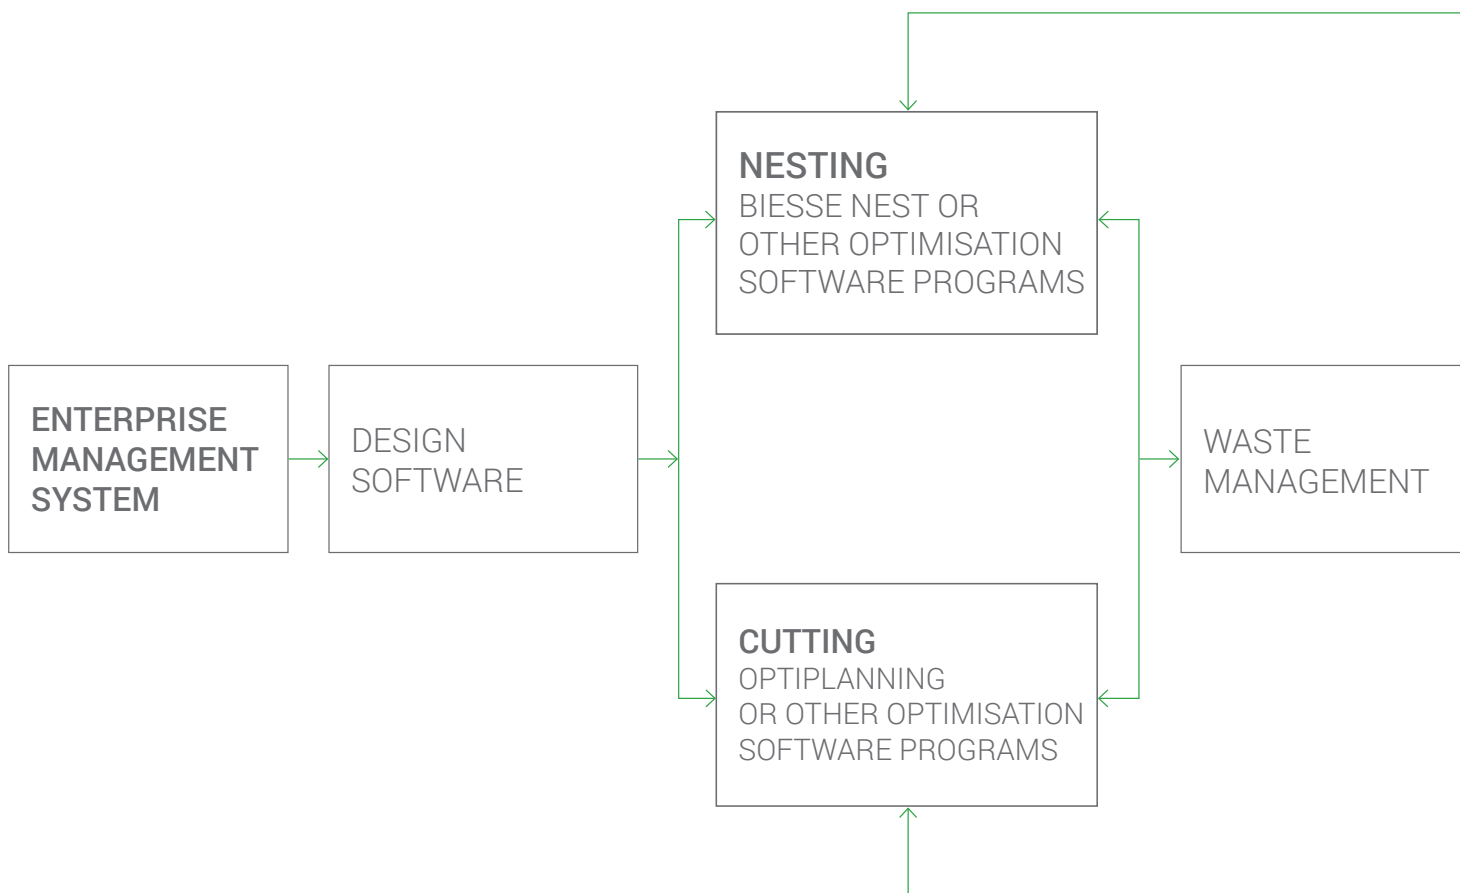 NESTING
BIESSE NEST OR
OTHER OPTIMISATION
SOFTWARE PROGRAMS
ENTERPRISE
MANAGEMENT
SYSTEM
DESIGN
SOFTWARE
WASTE
MANAGEMENT
CUTTING
OPTIPLANNING
OR OTHER OPTIMISATION
SOFTWARE PROGRAMS